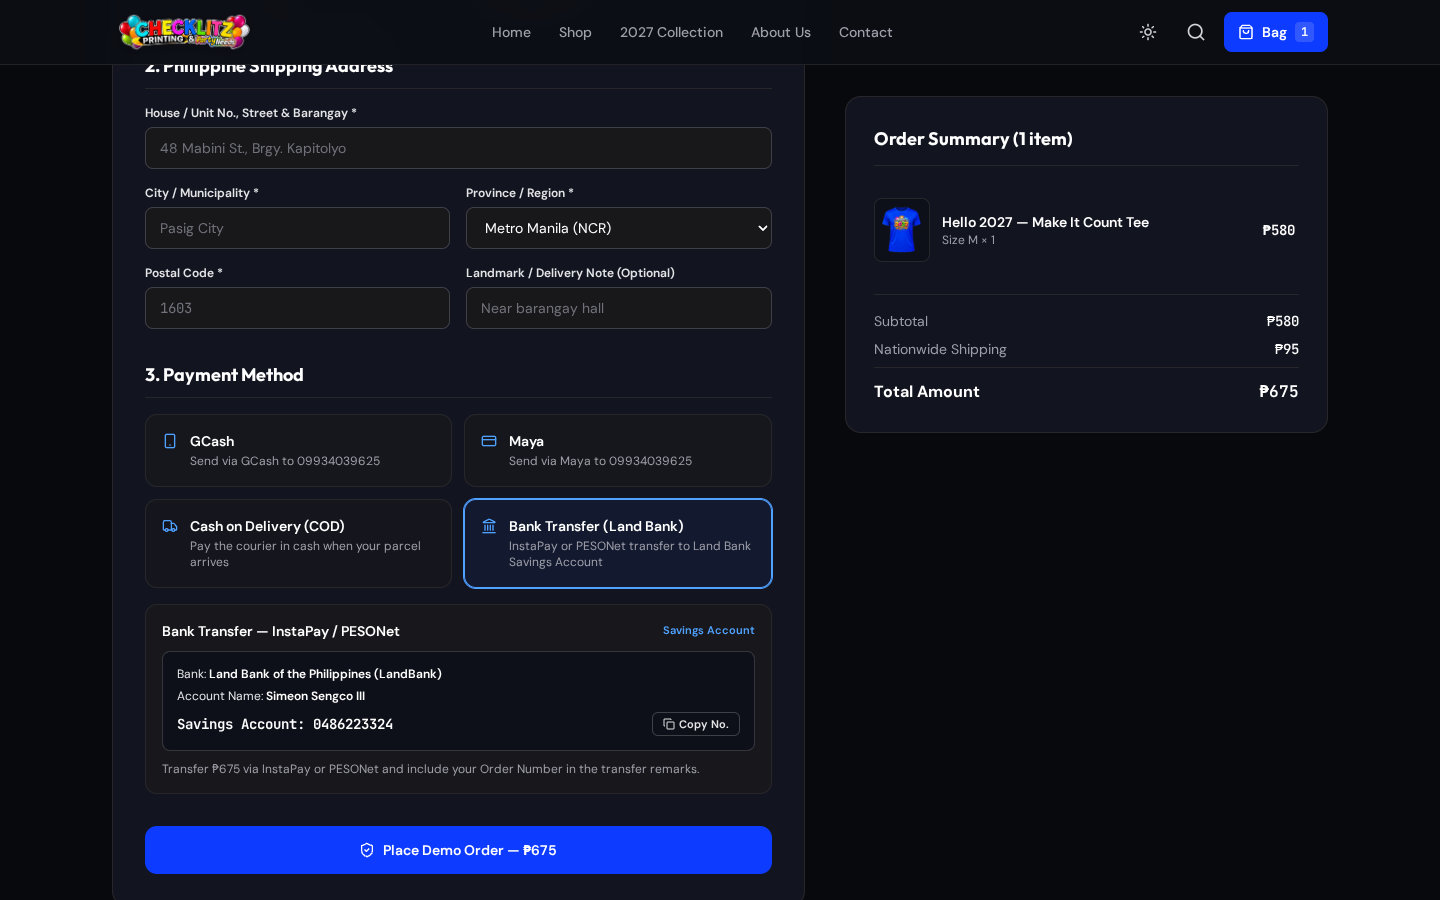 CHECKLITZ
PRINTING & Party Needs
Home
Shop
2027 Collection
About Us
Contact
Bag 1
2. Philippine Shipping Address
House / Unit No., Street & Barangay *
48 Mabini St., Brgy. Kapitolyo
City / Municipality *
Province / Region *
Pasig City
Metro Manila (NCR)
Postal Code *
Landmark / Delivery Note (Optional)
1603
Near barangay hall
3. Payment Method
GCash
Send via GCash to 09934039625
Maya
Send via Maya to 09934039625
Cash on Delivery (COD)
Pay the courier in cash when your parcel
arrives
Bank Transfer (Land Bank)
InstaPay or PESONet transfer to Land Bank
Savings Account
Bank Transfer — InstaPay / PESONet
Savings Account
Bank: Land Bank of the Philippines (LandBank)
Account Name: Simeon Sengco III
Savings Account: 0486223324
Copy No.
Transfer ₱675 via InstaPay or PESONet and include your Order Number in the transfer remarks.
Place Demo Order — ₱675
Order Summary (1 item)
Hello 2027 — Make It Count Tee
Size M × 1
₱580
Subtotal
₱580
Nationwide Shipping
₱95
Total Amount
₱675